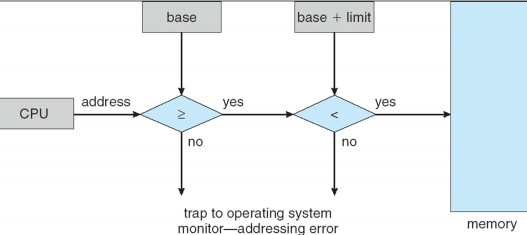 base
base + limit
CPU
address
≥
yes
<
yes
no
no
trap to operating system
monitor—addressing error
memory